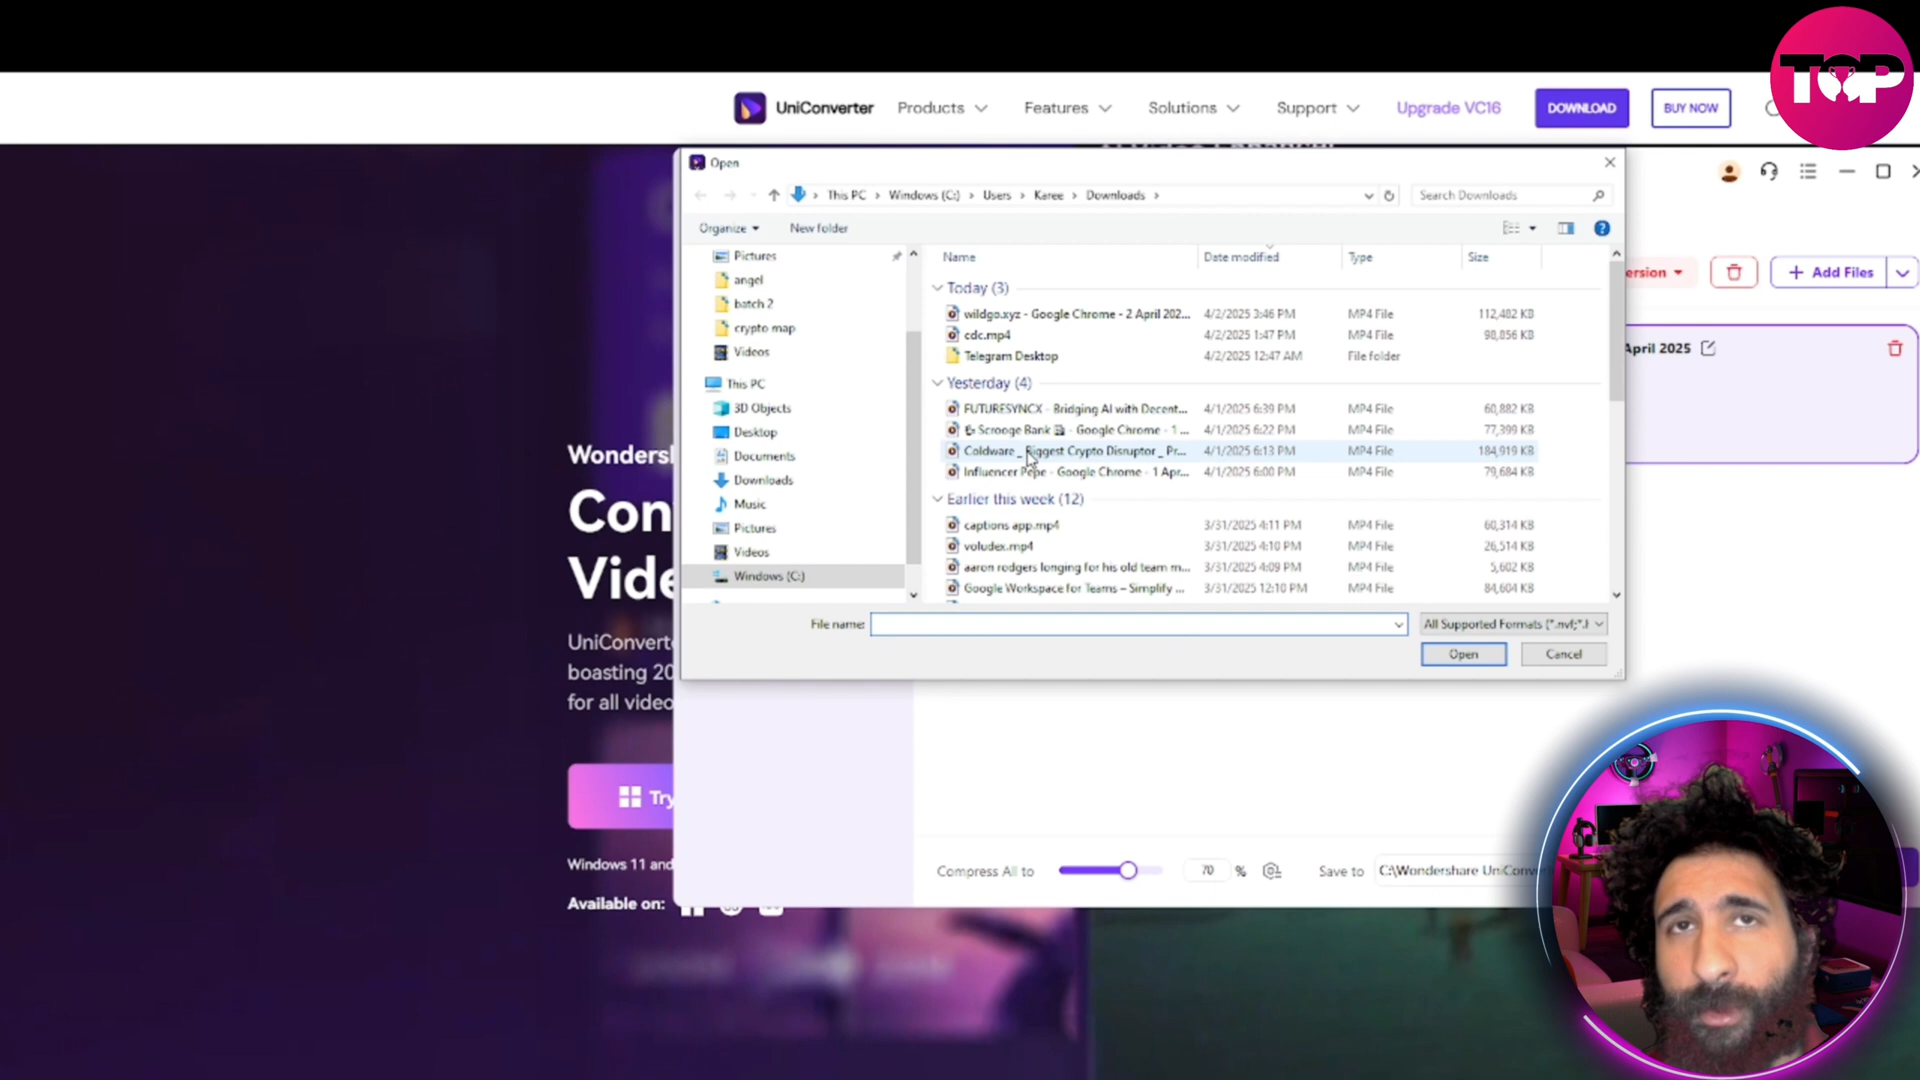 TOP
UniConverter Products Features Solutions Support Upgrade VC16 DOWNLOAD BUY NOW
Open
This PC > Windows (C:) > Users > Karee > Downloads > Search Downloads
Organize New folder
Pictures
angel
batch 2
crypto map
Videos
This PC
3D Objects
Desktop
Documents
Downloads
Music
Pictures
Videos
Windows (C:)
Name Date modified Type Size
Today (3)
wildgo.xyz - Google Chrome - 2 April 202... 4/2/2025 3:46 PM MP4 File 112,402 KB
cdc.mp4 4/2/2025 1:47 PM MP4 File 98,856 KB
Telegram Desktop 4/2/2025 12:47 AM File folder
Yesterday (4)
FUTURESYNCX - Bridging AI with Decent... 4/1/2025 6:39 PM MP4 File 60,882 KB
Scrooge Bank - Google Chrome - 1 ... 4/1/2025 6:22 PM MP4 File 77,399 KB
Coldware _ Biggest Crypto Disruptor _ Pr... 4/1/2025 6:13 PM MP4 File 184,919 KB
Influencer Pepe - Google Chrome - 1 Apr... 4/1/2025 6:00 PM MP4 File 79,684 KB
Earlier this week (12)
captions app.mp4 3/31/2025 4:11 PM MP4 File 60,314 KB
voludex.mp4 3/31/2025 4:10 PM MP4 File 26,514 KB
aaron rodgers longing for his old team m... 3/31/2025 4:09 PM MP4 File 5,602 KB
Google Workspace for Teams – Simplify ... 3/31/2025 12:10 PM MP4 File 84,604 KB
File name: All Supported Formats (*.nvf;*.
Open Cancel
ersion + Add Files
April 2025
Wondersh
Con
Vide
UniConverte
boasting 20
for all video
Try
Windows 11 and
Available on:
Compress All to 70 % Save to C:\Wondershare UniConver